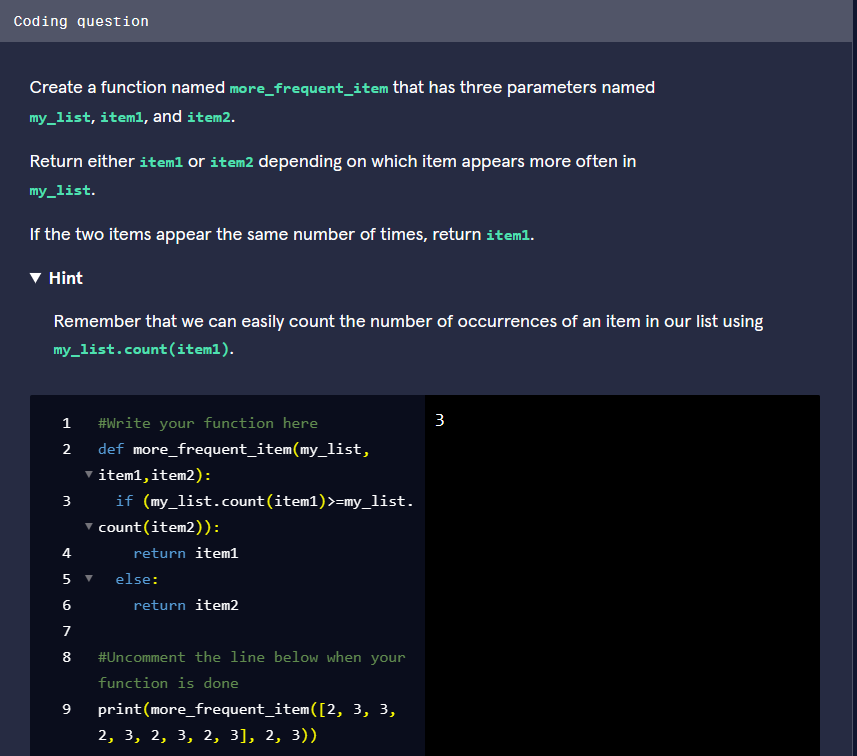 Coding question
Create a function named more_frequent_item that has three parameters named
my_list, item1, and item2.
Return either item1 or item2 depending on which item appears more often in
my_list.
If the two items appear the same number of times, return item1.
▼ Hint
Remember that we can easily count the number of occurrences of an item in our list using
my_list.count(item1).
1 #Write your function here
2 def more_frequent_item(my_list,
item1,item2):
3 if (my_list.count(item1)>=my_list.
count(item2)):
4 return item1
5 else:
6 return item2
7
8 #Uncomment the line below when your
function is done
9 print(more_frequent_item([2, 3, 3,
2, 3, 2, 3, 2, 3], 2, 3))
3